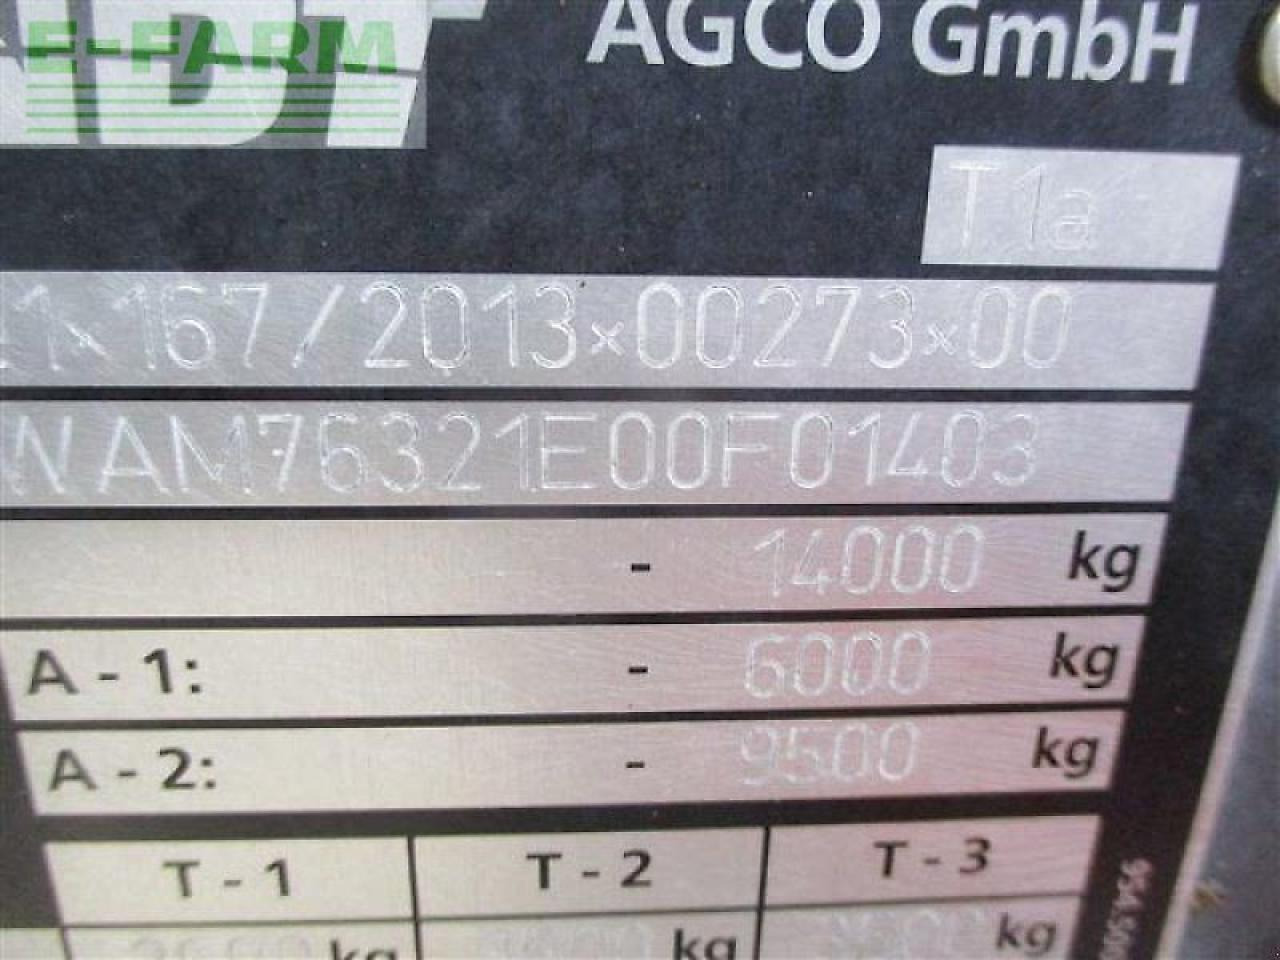 E-FARM
AGCO GmbH
T1a
1*167/2013*00273*00
WAM76321E00F01403
- 14000 kg
A - 1: - 6000 kg
A - 2: - 9500 kg
T - 1 T - 2 T - 3
kg kg kg